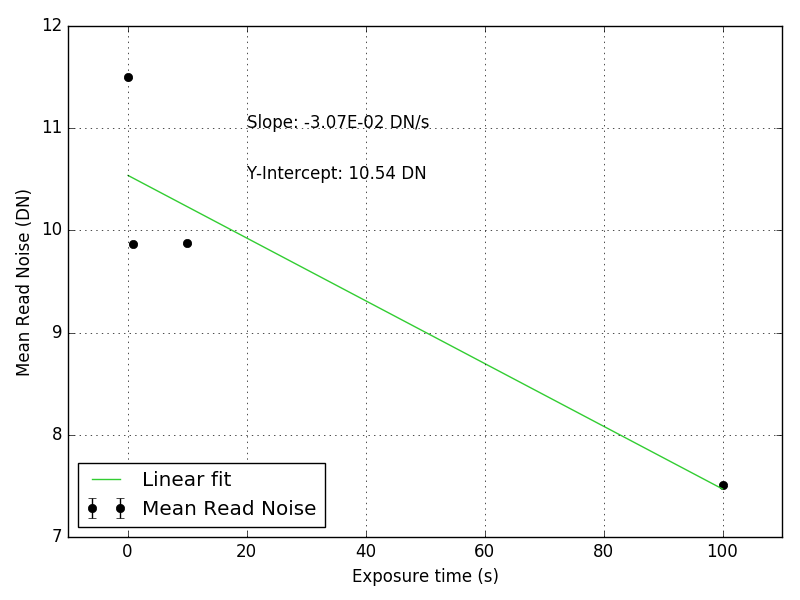 12
11
10
9
8
7
Mean Read Noise (DN)
Slope: -3.07E-02 DN/s
Y-Intercept: 10.54 DN
Linear fit
Mean Read Noise
0
20
40
60
80
100
Exposure time (s)